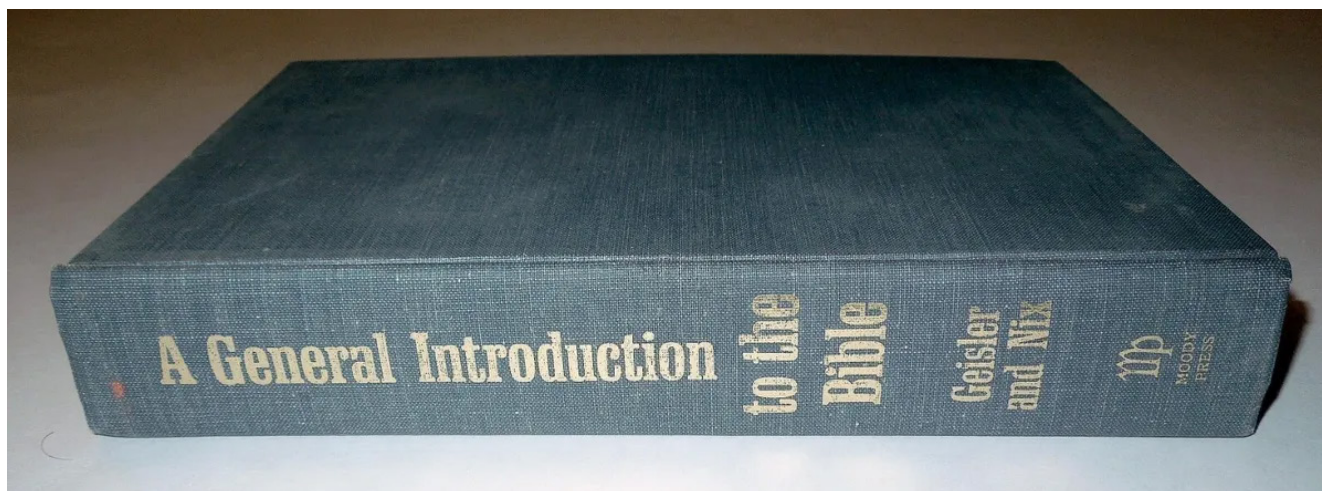 A General Introduction
to the
Bible
Geisler
and Nix
MP
MOODY
PRESS